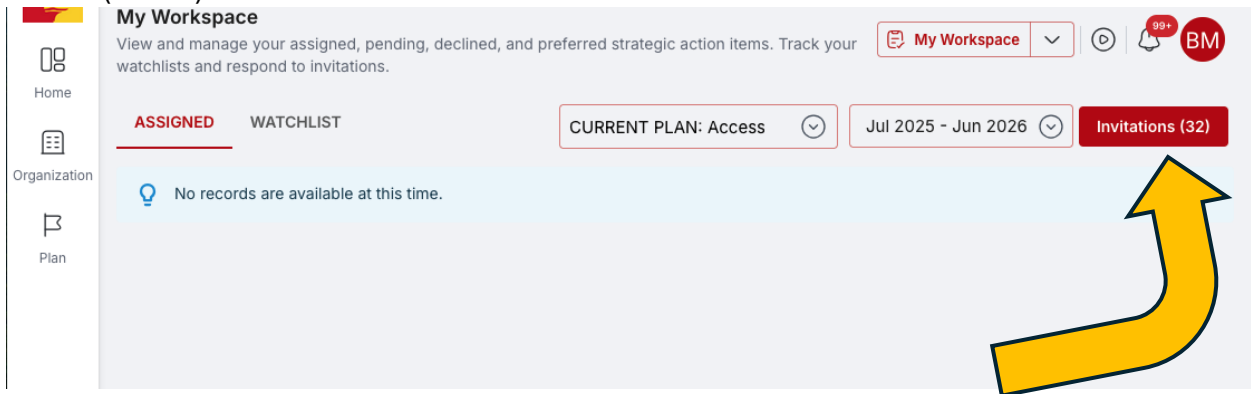 My Workspace
View and manage your assigned, pending, declined, and preferred strategic action items. Track your
watchlists and respond to invitations.
My Workspace
99+
BM
Home
Organization
Plan
ASSIGNED WATCHLIST
CURRENT PLAN: Access
Jul 2025 - Jun 2026
Invitations (32)
No records are available at this time.